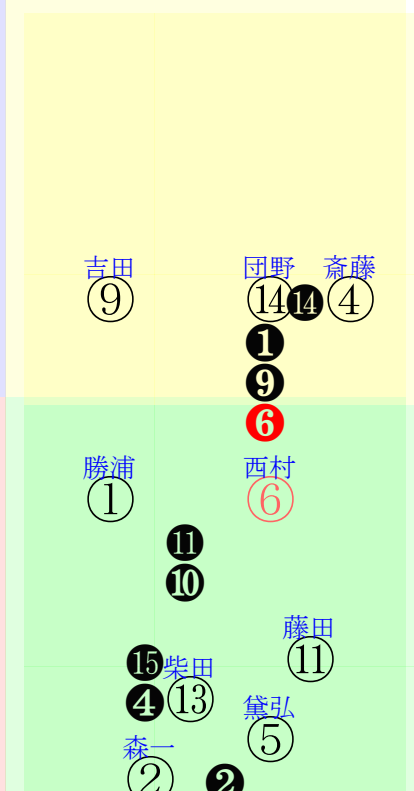 吉田 団野 斎藤
⑨ ⑭ ⓮ ④
❶
❾
❻
勝浦 西村
① ⑥
⓫
❿
藤田
⓯ 柴田 ⑪
❹ ⑬ 黛弘
⑤
森一
② ❷